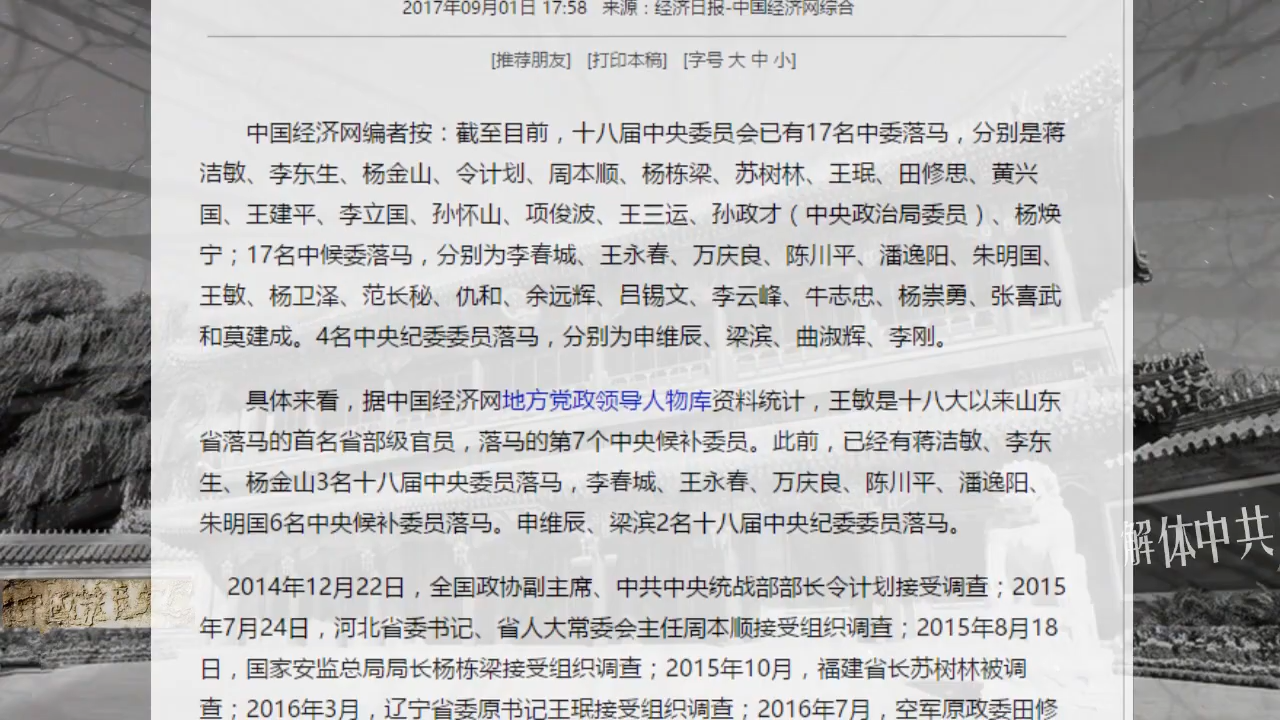 2017年09月01日 17:58 来源：经济日报-中国经济网综合
[推荐朋友] [打印本稿] [字号 大 中 小]
中国经济网编者按：截至目前，十八届中央委员会已有17名中委落马，分别是蒋
洁敏、李东生、杨金山、令计划、周本顺、杨栋梁、苏树林、王珉、田修思、黄兴
国、王建平、李立国、孙怀山、项俊波、王三运、孙政才（中央政治局委员）、杨焕
宁；17名中候委落马，分别为李春城、王永春、万庆良、陈川平、潘逸阳、朱明国、
王敏、杨卫泽、范长秘、仇和、余远辉、吕锡文、李云峰、牛志忠、杨崇勇、张喜武
和莫建成。4名中央纪委委员落马，分别为申维辰、梁滨、曲淑辉、李刚。
具体来看，据中国经济网地方党政领导人物库资料统计，王敏是十八大以来山东
省落马的首名省部级官员，落马的第7个中央候补委员。此前，已经有蒋洁敏、李东
生、杨金山3名十八届中央委员落马，李春城、王永春、万庆良、陈川平、潘逸阳、
朱明国6名中央候补委员落马。申维辰、梁滨2名十八届中央纪委委员落马。
2014年12月22日，全国政协副主席、中共中央统战部部长令计划接受调查；2015
年7月24日，河北省委书记、省人大常委会主任周本顺接受组织调查；2015年8月18
日，国家安监总局局长杨栋梁接受组织调查；2015年10月，福建省长苏树林被调
查；2016年3月，辽宁省委原书记王珉接受组织调查；2016年7月，空军原政委田修
解体中共